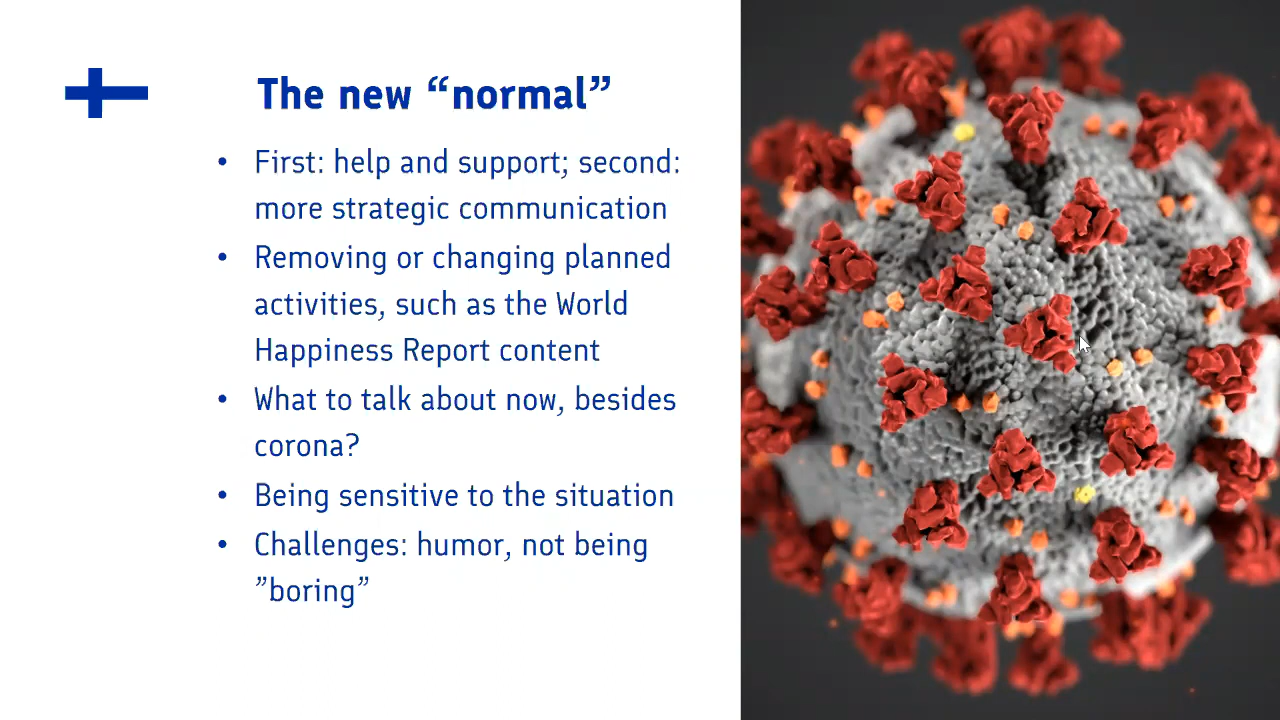 The new “normal”
• First: help and support; second:
more strategic communication
• Removing or changing planned
activities, such as the World
Happiness Report content
• What to talk about now, besides
corona?
• Being sensitive to the situation
• Challenges: humor, not being
”boring”